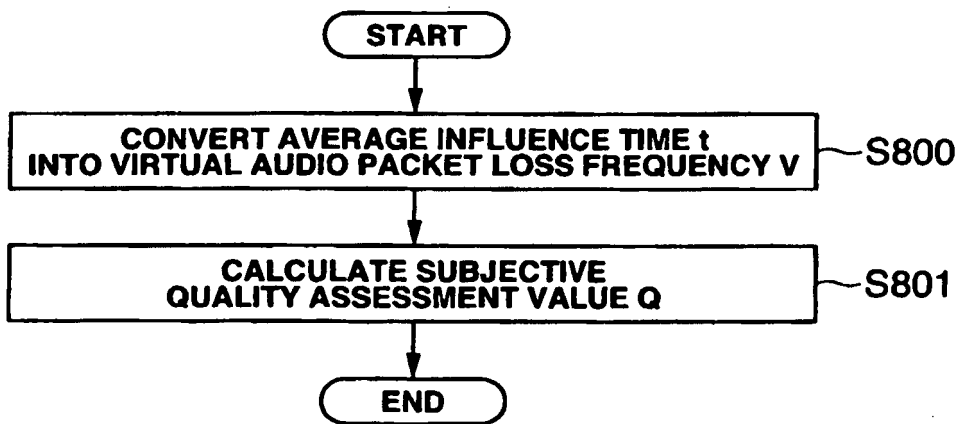 START
CONVERT AVERAGE INFLUENCE TIME t
INTO VIRTUAL AUDIO PACKET LOSS FREQUENCY V
S800
CALCULATE SUBJECTIVE
QUALITY ASSESSMENT VALUE Q
S801
END